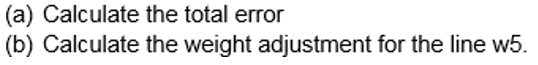 (a) Calculate the total error
(b) Calculate the weight adjustment for the line w5.